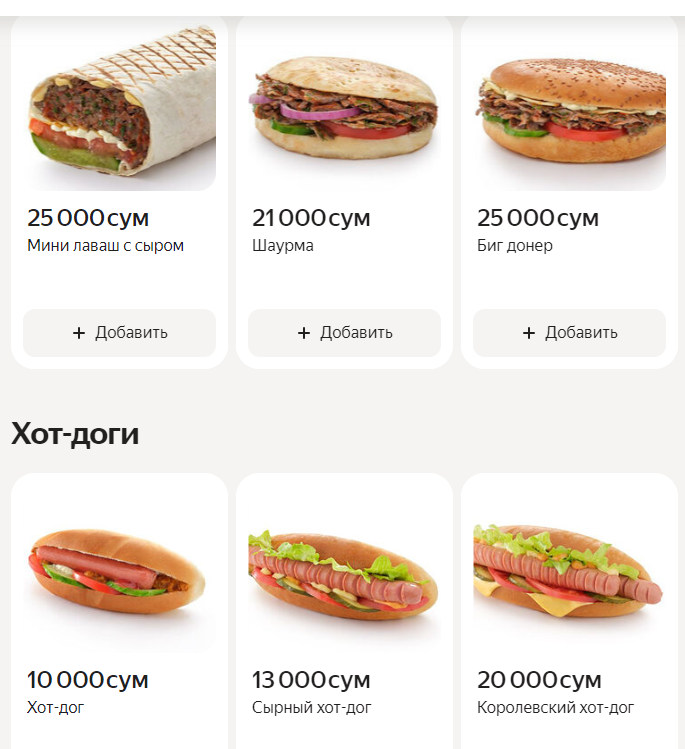 25 000 сум
21 000 сум
25 000 сум
Мини лаваш с сыром
Шаурма
Биг донер
+ Добавить
+ Добавить
+ Добавить
Хот-доги
10 000 сум
13 000 сум
20 000 сум
Хот-дог
Сырный хот-дог
Королевский хот-дог